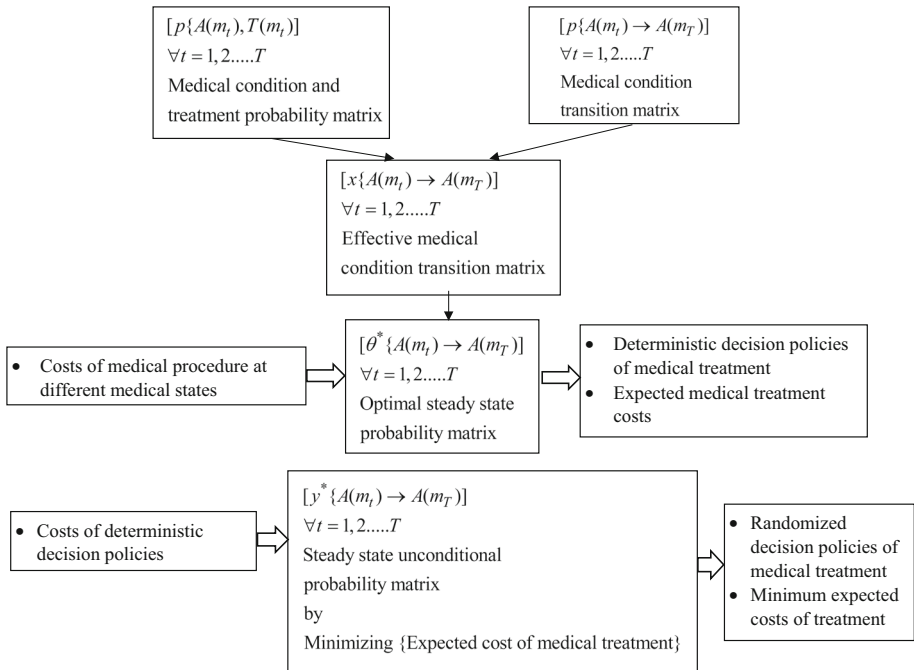 [p{A(m_t), T(m_t)]
∀t = 1, 2.....T
Medical condition and
treatment probability matrix
[p{A(m_t) → A(m_T)]
∀t = 1, 2.....T
Medical condition
transition matrix
[x{A(m_t) → A(m_T)]
∀t = 1, 2.....T
Effective medical
condition transition matrix
• Costs of medical procedure at
different medical states
[θ*{A(m_t) → A(m_T)]
∀t = 1, 2.....T
Optimal steady state
probability matrix
• Deterministic decision policies
of medical treatment
• Expected medical treatment
costs
• Costs of deterministic
decision policies
[y*{A(m_t) → A(m_T)]
∀t = 1, 2.....T
Steady state unconditional
probability matrix
by
Minimizing {Expected cost of medical treatment}
• Randomized
decision policies of
medical treatment
• Minimum expected
costs of treatment